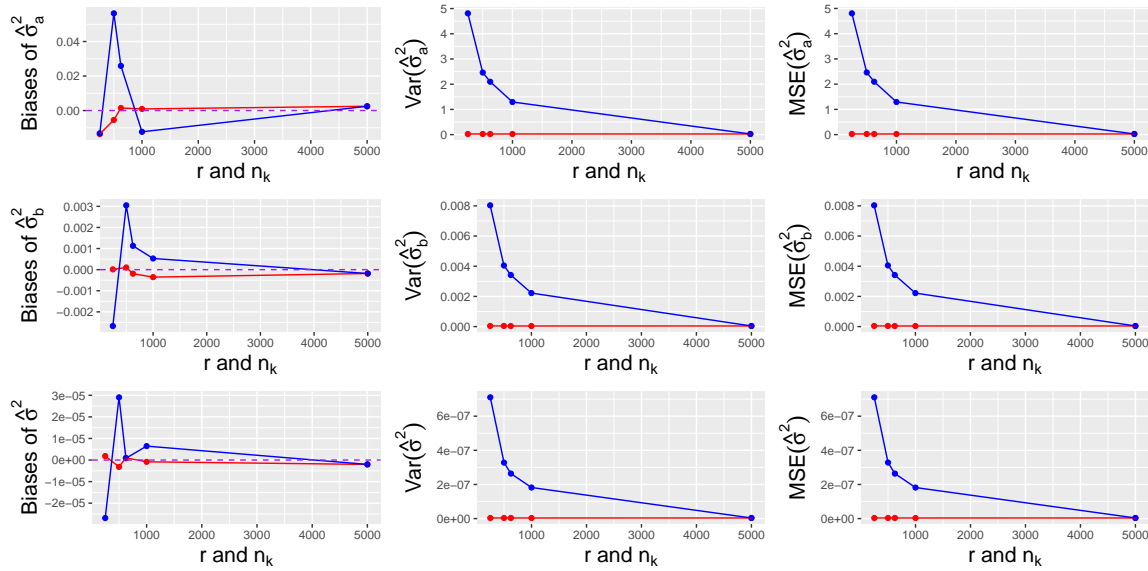 Biases of σ̂²ₐ
0.04
0.02
0.00
1000 2000 3000 4000 5000
r and nₖ
Var(σ̂²ₐ)
5
4
3
2
1
0
0 1000 2000 3000 4000 5000
r and nₖ
MSE(σ̂²ₐ)
5
4
3
2
1
0
0 1000 2000 3000 4000 5000
r and nₖ
Biases of σ̂²_b
0.003
0.002
0.001
0.000
−0.001
−0.002
1000 2000 3000 4000 5000
r and nₖ
Var(σ̂²_b)
0.008
0.006
0.004
0.002
0.000
0 1000 2000 3000 4000 5000
r and nₖ
MSE(σ̂²_b)
0.008
0.006
0.004
0.002
0.000
0 1000 2000 3000 4000 5000
r and nₖ
Biases of σ̂²
3e−05
2e−05
1e−05
0e+00
−1e−05
−2e−05
1000 2000 3000 4000 5000
r and nₖ
Var(σ̂²)
6e−07
4e−07
2e−07
0e+00
0 1000 2000 3000 4000 5000
r and nₖ
MSE(σ̂²)
6e−07
4e−07
2e−07
0e+00
0 1000 2000 3000 4000 5000
r and nₖ